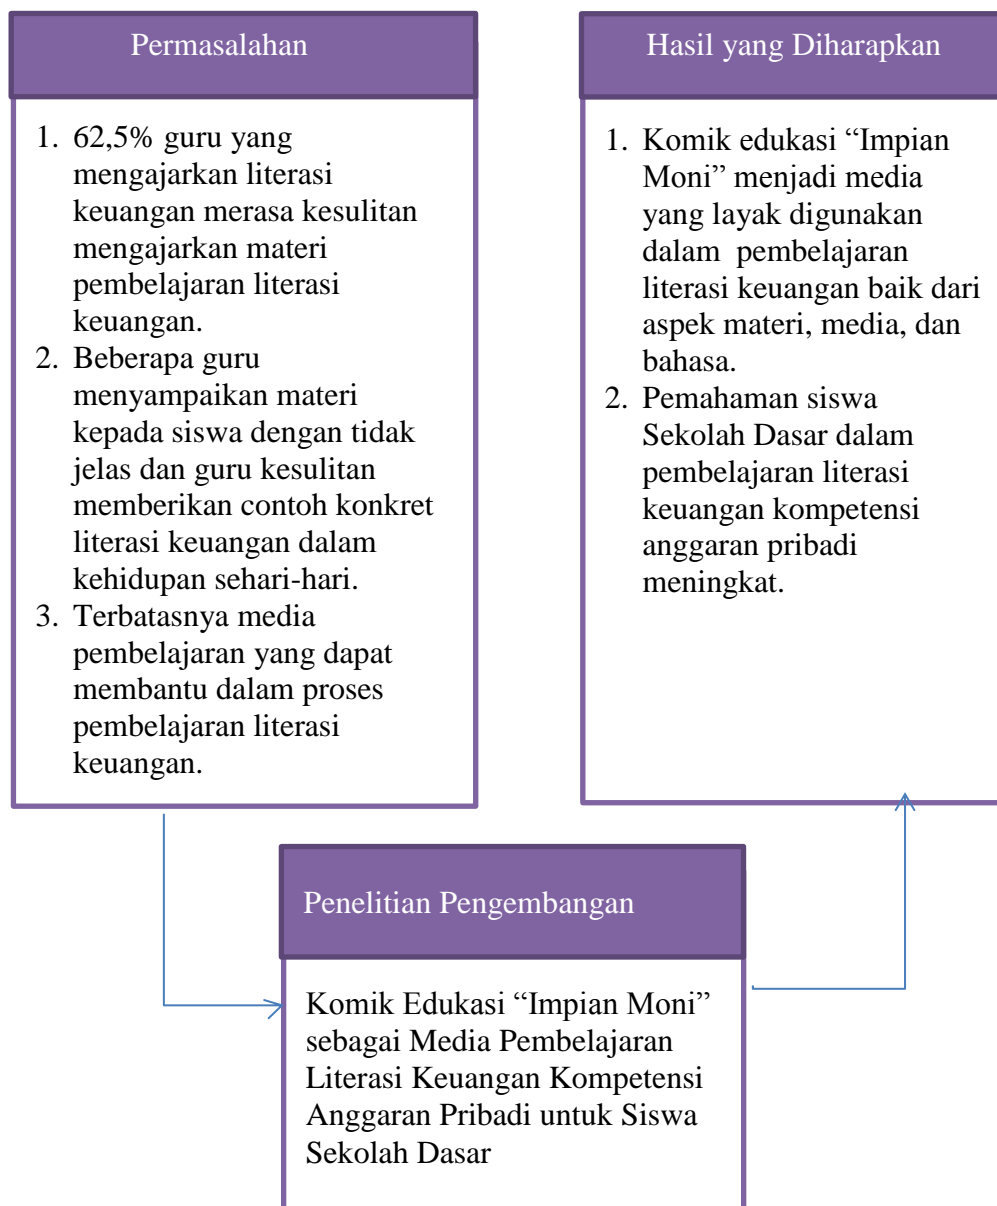 Permasalahan
1. 62,5% guru yang
mengajarkan literasi
keuangan merasa kesulitan
mengajarkan materi
pembelajaran literasi
keuangan.
2. Beberapa guru
menyampaikan materi
kepada siswa dengan tidak
jelas dan guru kesulitan
memberikan contoh konkret
literasi keuangan dalam
kehidupan sehari-hari.
3. Terbatasnya media
pembelajaran yang dapat
membantu dalam proses
pembelajaran literasi
keuangan.
Hasil yang Diharapkan
1. Komik edukasi “Impian
Moni” menjadi media
yang layak digunakan
dalam pembelajaran
literasi keuangan baik dari
aspek materi, media, dan
bahasa.
2. Pemahaman siswa
Sekolah Dasar dalam
pembelajaran literasi
keuangan kompetensi
anggaran pribadi
meningkat.
Penelitian Pengembangan
Komik Edukasi “Impian Moni”
sebagai Media Pembelajaran
Literasi Keuangan Kompetensi
Anggaran Pribadi untuk Siswa
Sekolah Dasar